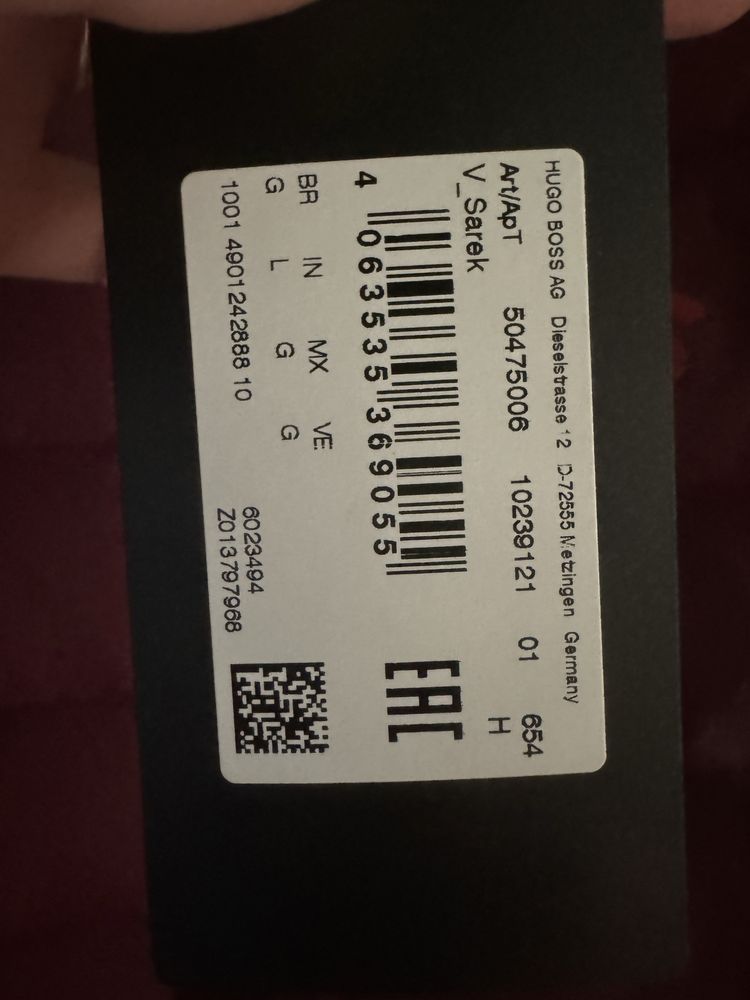 HUGO BOSS AG Dieselstrasse 12 D-72555 Metzingen Germany
Art/ApT 50475006 10239121 01 654
V_Sarek H
4 063535 369055
EAC
BR IN MX VE:
G L G G
6023494
1001 4901242888 10 Z013797968